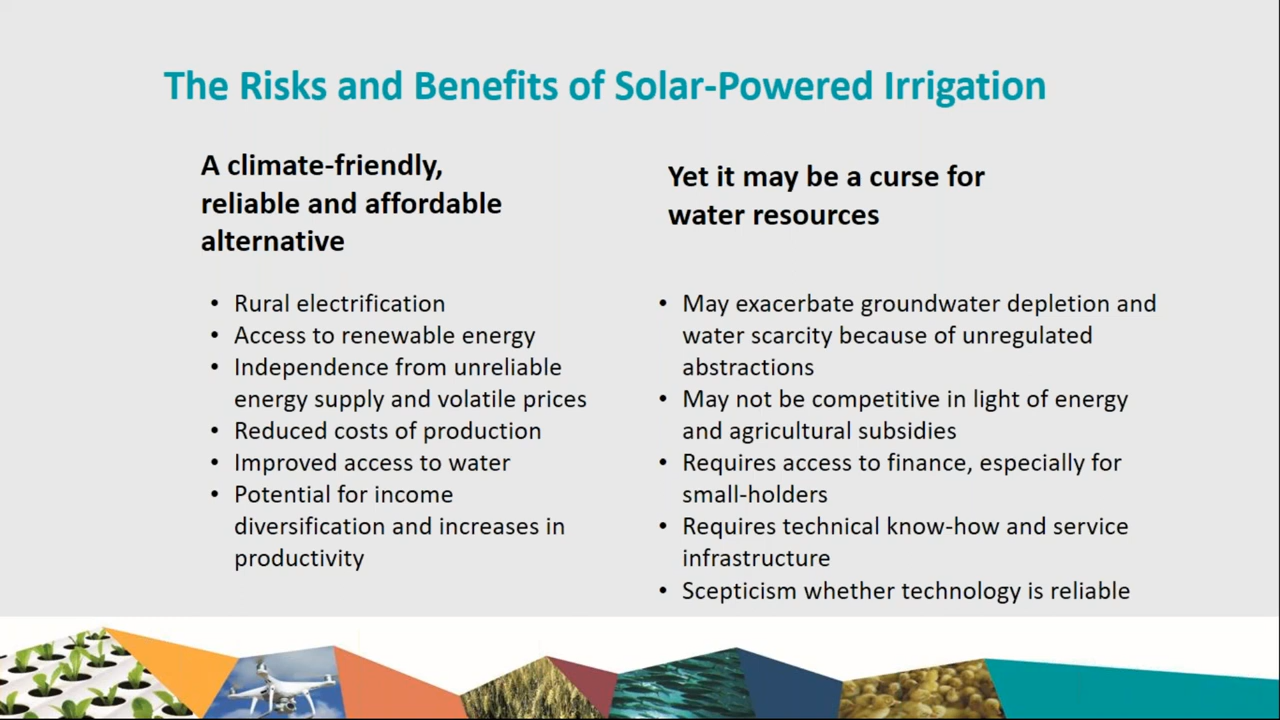 The Risks and Benefits of Solar-Powered Irrigation
A climate-friendly,
reliable and affordable
alternative
• Rural electrification
• Access to renewable energy
• Independence from unreliable
energy supply and volatile prices
• Reduced costs of production
• Improved access to water
• Potential for income
diversification and increases in
productivity
Yet it may be a curse for
water resources
• May exacerbate groundwater depletion and
water scarcity because of unregulated
abstractions
• May not be competitive in light of energy
and agricultural subsidies
• Requires access to finance, especially for
small-holders
• Requires technical know-how and service
infrastructure
• Scepticism whether technology is reliable